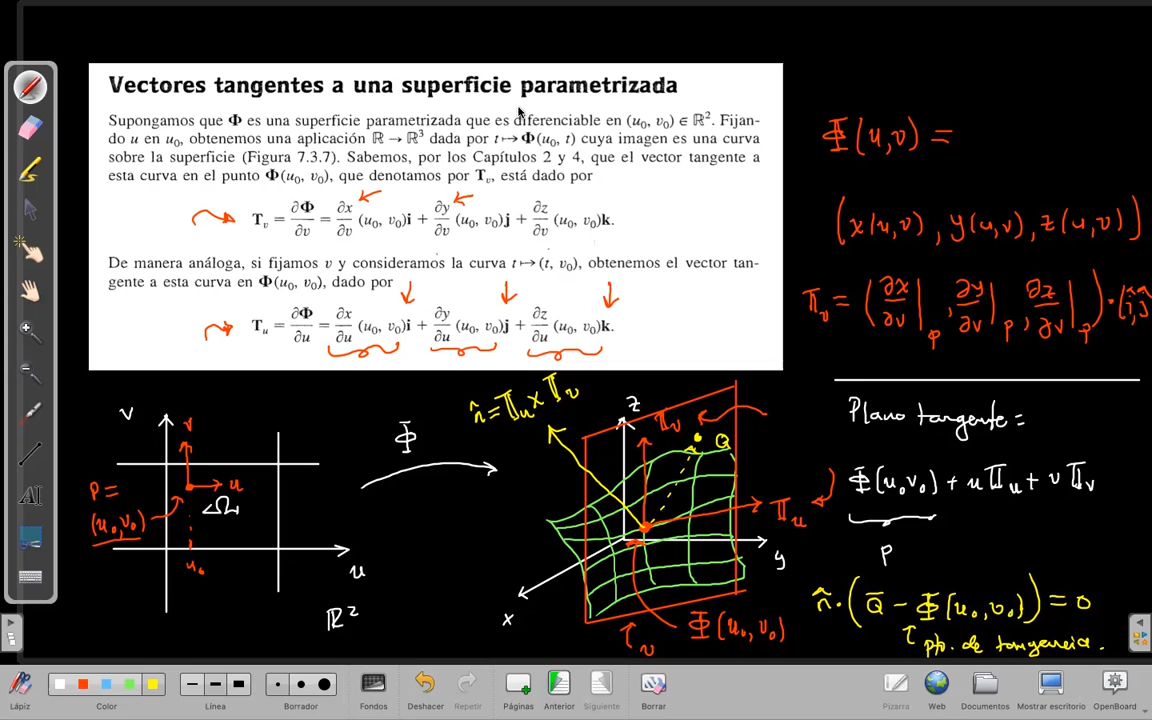 Vectores tangentes a una superficie parametrizada
Supongamos que Φ es una superficie parametrizada que es diferenciable en (u₀, v₀) ∈ ℝ². Fijan-
do u en u₀, obtenemos una aplicación ℝ → ℝ³ dada por t ↦ Φ(u₀, t) cuya imagen es una curva
sobre la superficie (Figura 7.3.7). Sabemos, por los Capítulos 2 y 4, que el vector tangente a
esta curva en el punto Φ(u₀, v₀), que denotamos por Tᵥ, está dado por
Tᵥ = ∂Φ/∂v = ∂x/∂v (u₀, v₀)i + ∂y/∂v (u₀, v₀)j + ∂z/∂v (u₀, v₀)k.
De manera análoga, si fijamos v y consideramos la curva t ↦ (t, v₀), obtenemos el vector tan-
gente a esta curva en Φ(u₀, v₀), dado por
Tᵤ = ∂Φ/∂u = ∂x/∂u (u₀, v₀)i + ∂y/∂u (u₀, v₀)j + ∂z/∂u (u₀, v₀)k.
Φ(u,v) =
(x(u,v), y(u,v), z(u,v))
𝕋ᵥ = (∂x/∂v|p, ∂y/∂v|p, ∂z/∂v|p)·(î, ĵ
Plano tangente =
Φ(u₀v₀) + u𝕋ᵤ + v𝕋ᵥ
p
n̂·(Q̄ − Φ(u₀,v₀)) = 0
pto. de tangencia.
v
v
u
P =
(u₀,v₀)
Ω
u₀
u
ℝ²
Φ
n̂ = 𝕋ᵤ × 𝕋ᵥ
z
𝕋ᵥ
Q
𝕋ᵤ
y
x
Φ(u₀,v₀)
Lápiz
Color
Línea
Fondos
Deshacer
Repetir
Páginas
Anterior
Siguiente
Borrar
Pizarra
Web
Documentos
Mostrar escritorio
OpenBoard